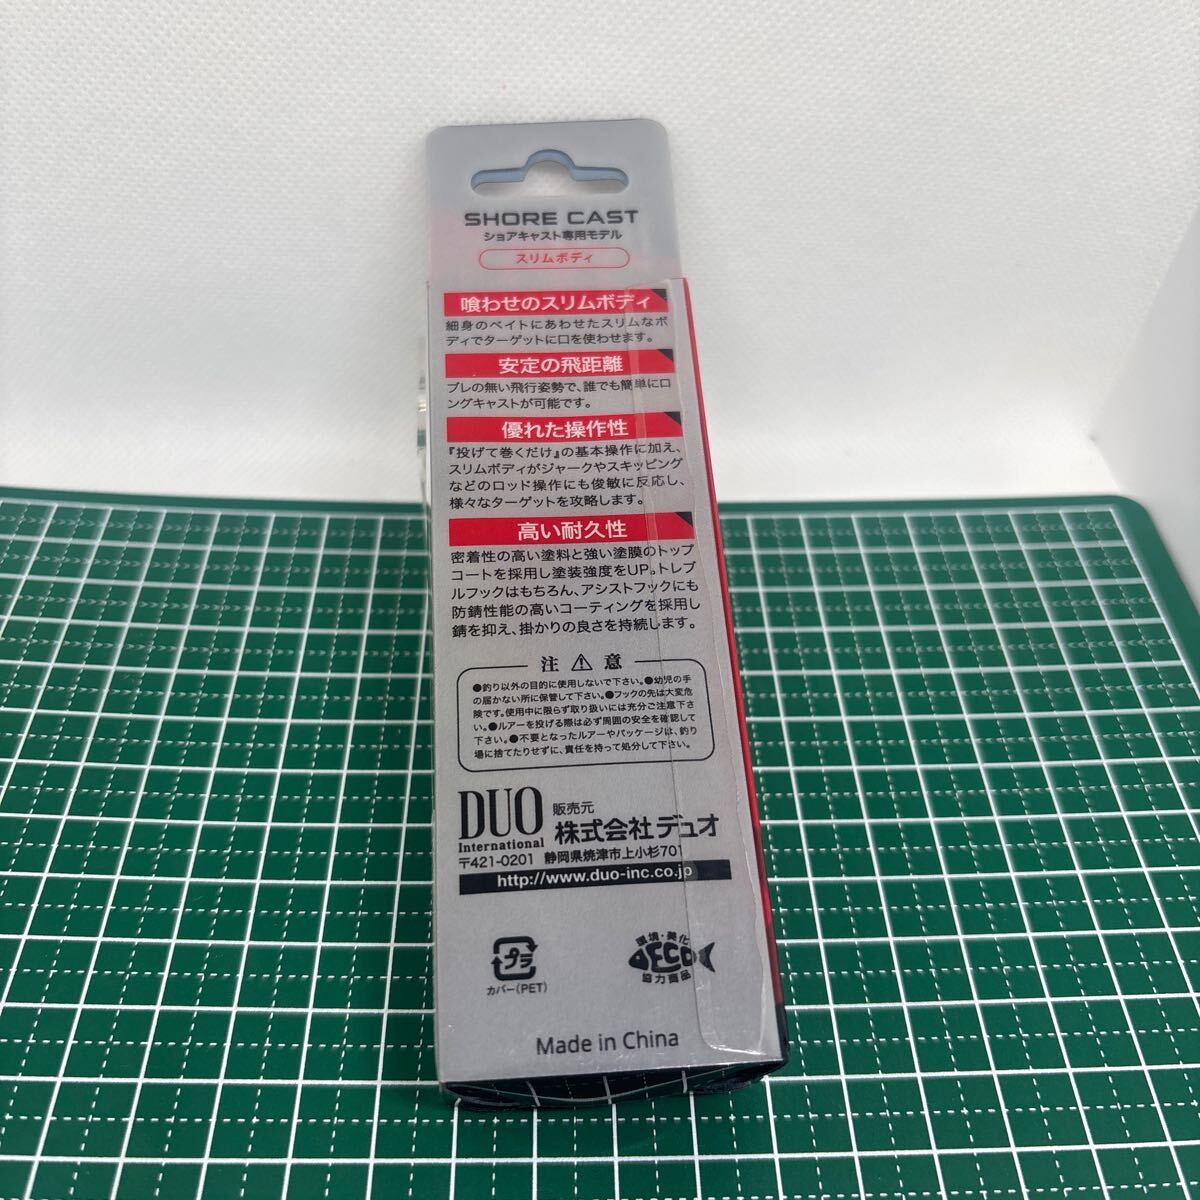 SHORE CAST
ショアキャスト専用モデル
スリムボディ
喰わせのスリムボディ
細身のベイトにあわせたスリムなボ
ディでターゲットに口を使わせます。
安定の飛距離
ブレの無い飛行姿勢で、誰でも簡単にロ
ングキャストが可能です。
優れた操作性
『投げて巻くだけ』の基本操作に加え、
スリムボディがジャークやスキッピング
などのロッド操作にも俊敏に反応し、
様々なターゲットを攻略します。
高い耐久性
密着性の高い塗料と強い塗膜のトップ
コートを採用し塗装強度をUP。トレブ
ルフックはもちろん、アシストフックにも
防錆性能の高いコーティングを採用し
錆を抑え、掛かりの良さを持続します。
注 ⚠ 意
●釣り以外の目的に使用しないで下さい。●幼児の手
の届かない所に保管して下さい。●フックの先は大変危
険です。使用中に限らず取り扱いには充分ご注意下さ
い。●ルアーを投げる際は必ず周囲の安全を確認して
下さい。●不要となったルアーやパッケージは、釣り
場に捨てたりせずに、責任を持って処分して下さい。
DUO
International
販売元
株式会社デュオ
〒421-0201 静岡県焼津市上小杉701
http://www.duo-inc.co.jp
プラ
カバー(PET)
環境・美化
ECO
協力商品
Made in China